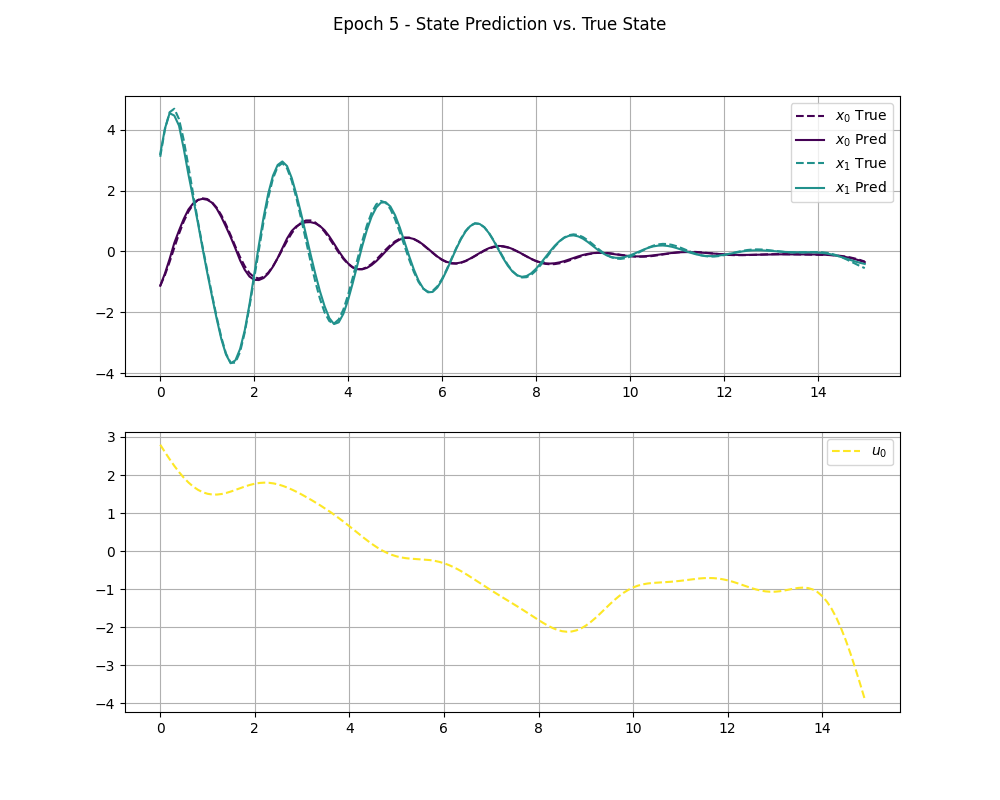 Epoch 5 - State Prediction vs. True State
4
2
0
−2
−4
x₀ True
x₀ Pred
x₁ True
x₁ Pred
0 2 4 6 8 10 12 14
3
2
1
0
−1
−2
−3
−4
u₀
0 2 4 6 8 10 12 14